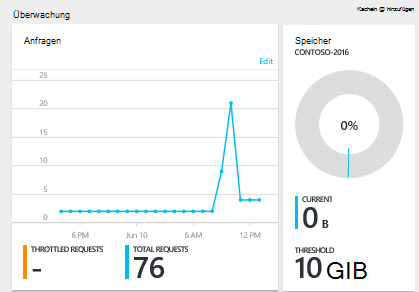 Überwachung
Kacheln @ hinzufügen
Anfragen
Edit
25
20
15
10
5
0
6 PM
Jun 10
6 AM
12 PM
THROTTLED REQUESTS
-
TOTAL REQUESTS
76
Speicher
CONTOSO-2016
0%
CURRENT
0 B
THRESHOLD
10 GIB